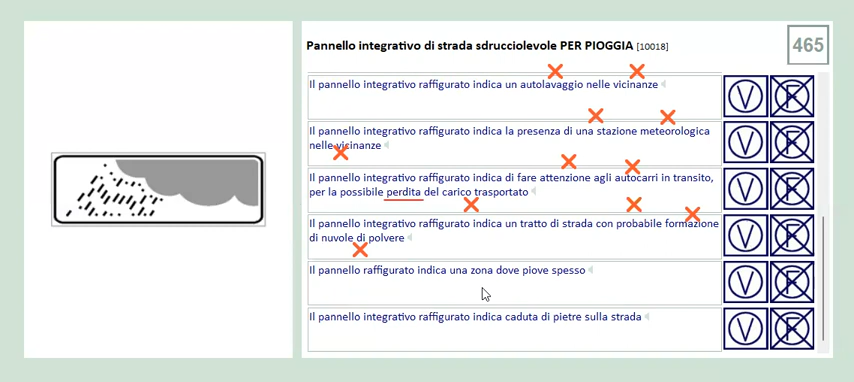 Pannello integrativo di strada sdrucciolevole PER PIOGGIA [10018]
465
Il pannello integrativo raffigurato indica un autolavaggio nelle vicinanze
V F
Il pannello integrativo raffigurato indica la presenza di una stazione meteorologica
nelle vicinanze
V F
Il pannello integrativo raffigurato indica di fare attenzione agli autocarri in transito,
per la possibile perdita del carico trasportato
V F
Il pannello integrativo raffigurato indica un tratto di strada con probabile formazione
di nuvole di polvere
V F
Il pannello raffigurato indica una zona dove piove spesso
V F
Il pannello integrativo raffigurato indica caduta di pietre sulla strada
V F